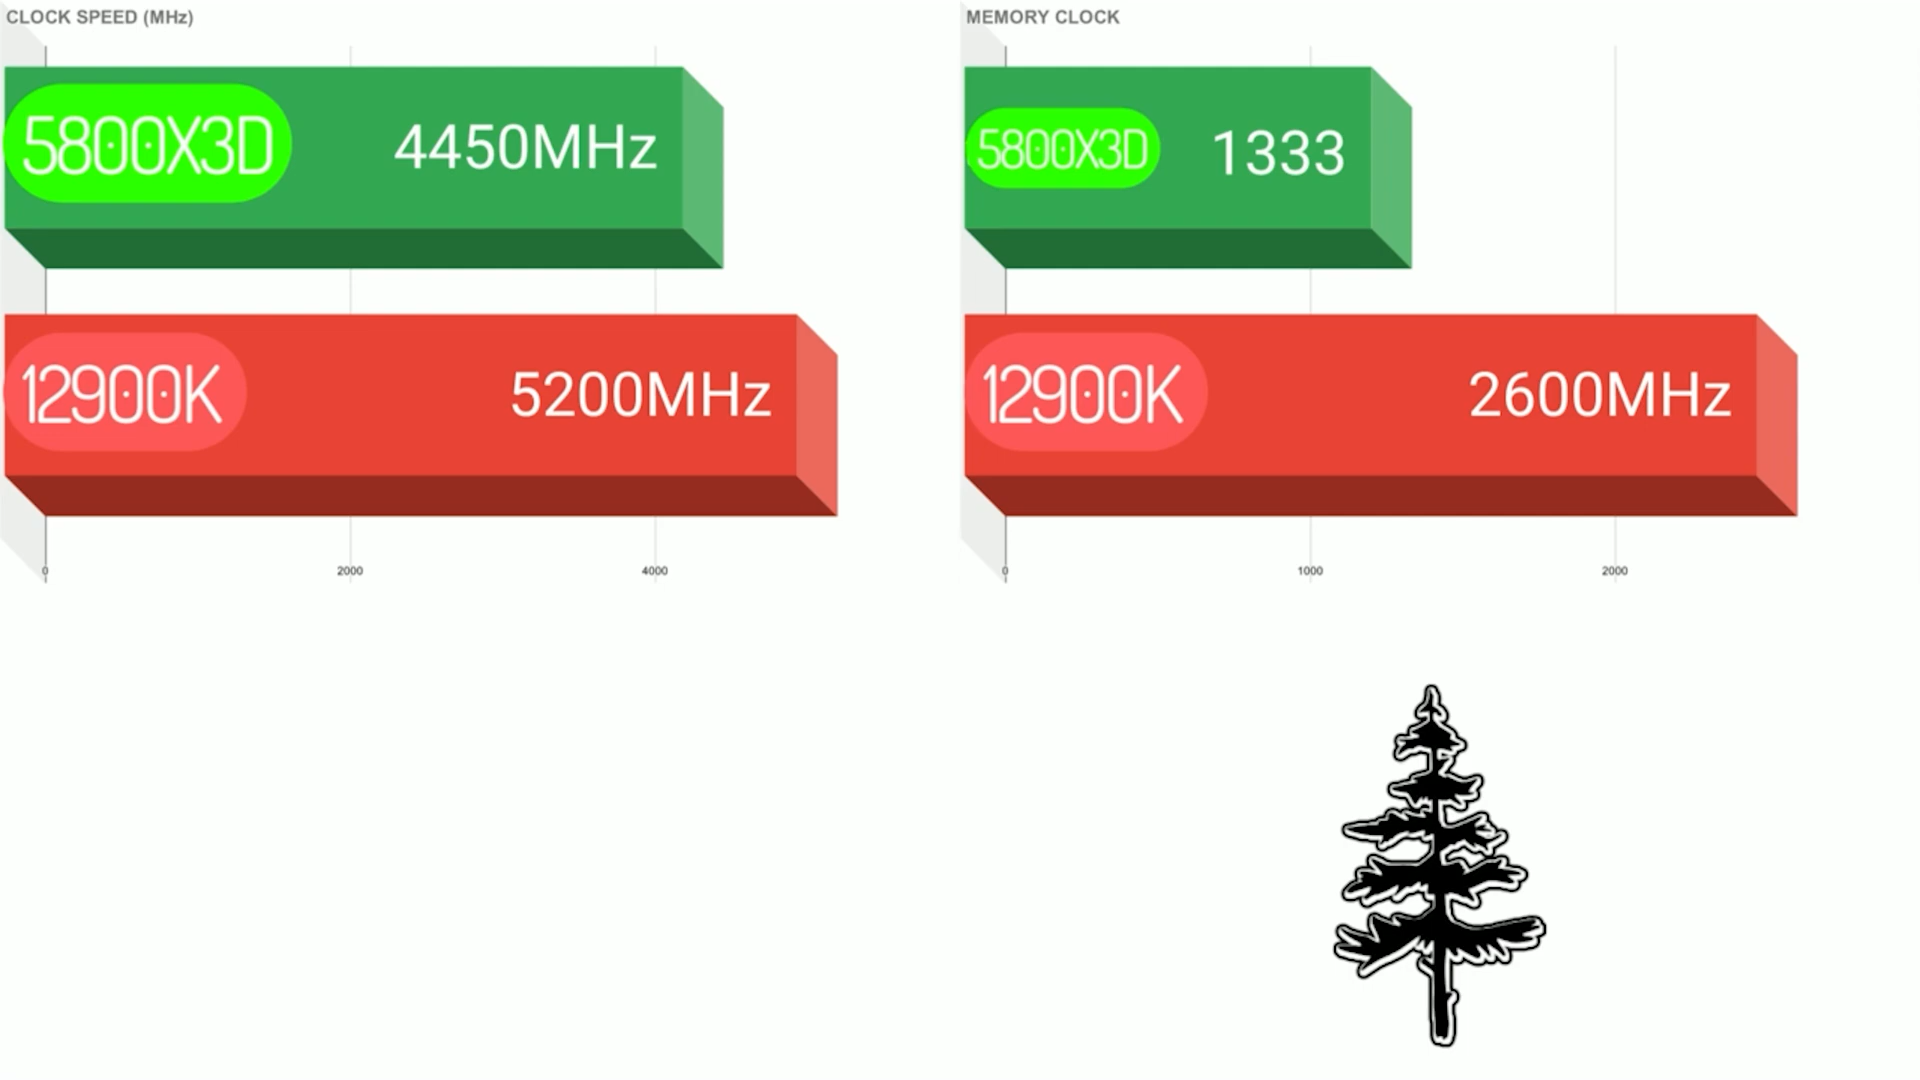 CLOCK SPEED (MHz)
5800X3D 4450MHz
12900K 5200MHz
0 2000 4000
MEMORY CLOCK
5800X3D 1333
12900K 2600MHz
0 1000 2000